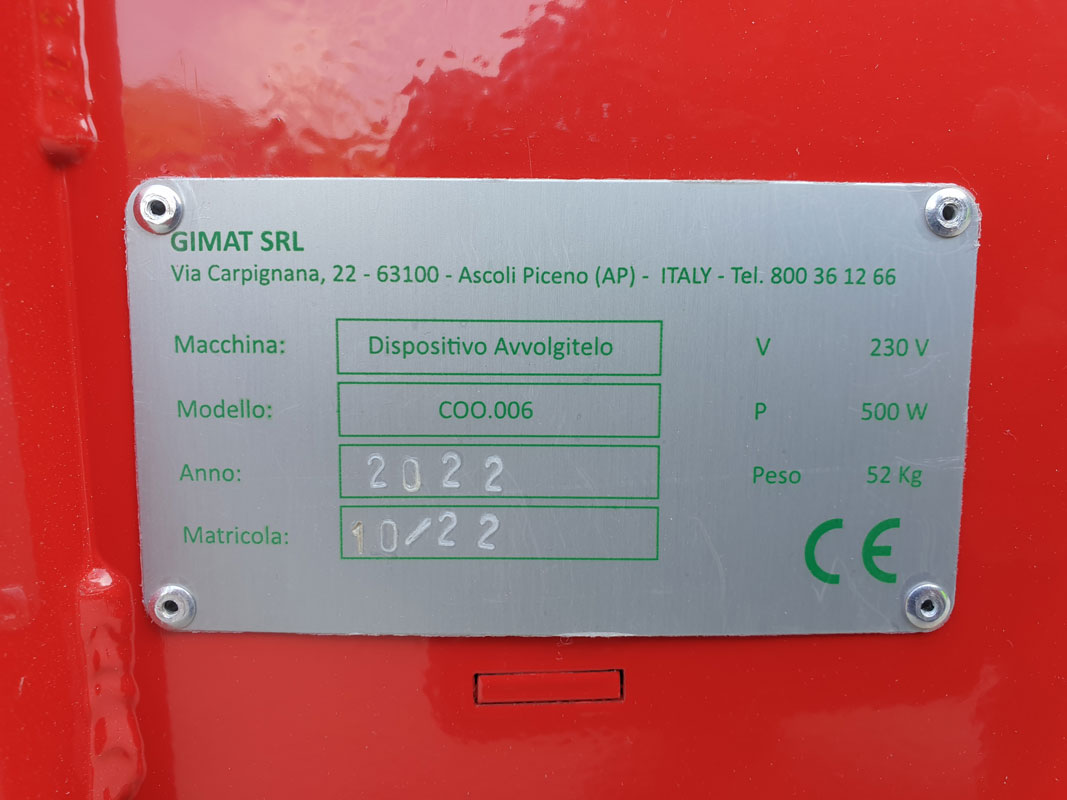 GIMAT SRL
Via Carpignana, 22 - 63100 - Ascoli Piceno (AP) - ITALY - Tel. 800 36 12 66
Macchina: Dispositivo Avvolgitelo V 230 V
Modello: COO.006 P 500 W
Anno: 2022 Peso 52 Kg
Matricola: 10/22
CE